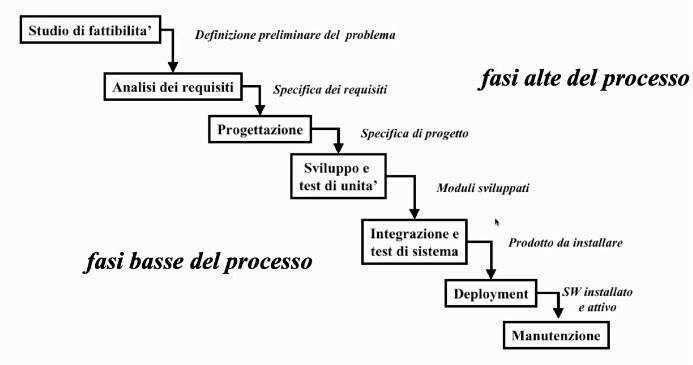 Studio di fattibilita'
Definizione preliminare del problema
Analisi dei requisiti
Specifica dei requisiti
fasi alte del processo
Progettazione
Specifica di progetto
Sviluppo e
test di unita'
Moduli sviluppati
Integrazione e
test di sistema
Prodotto da installare
fasi basse del processo
Deployment
SW installato
e attivo
Manutenzione